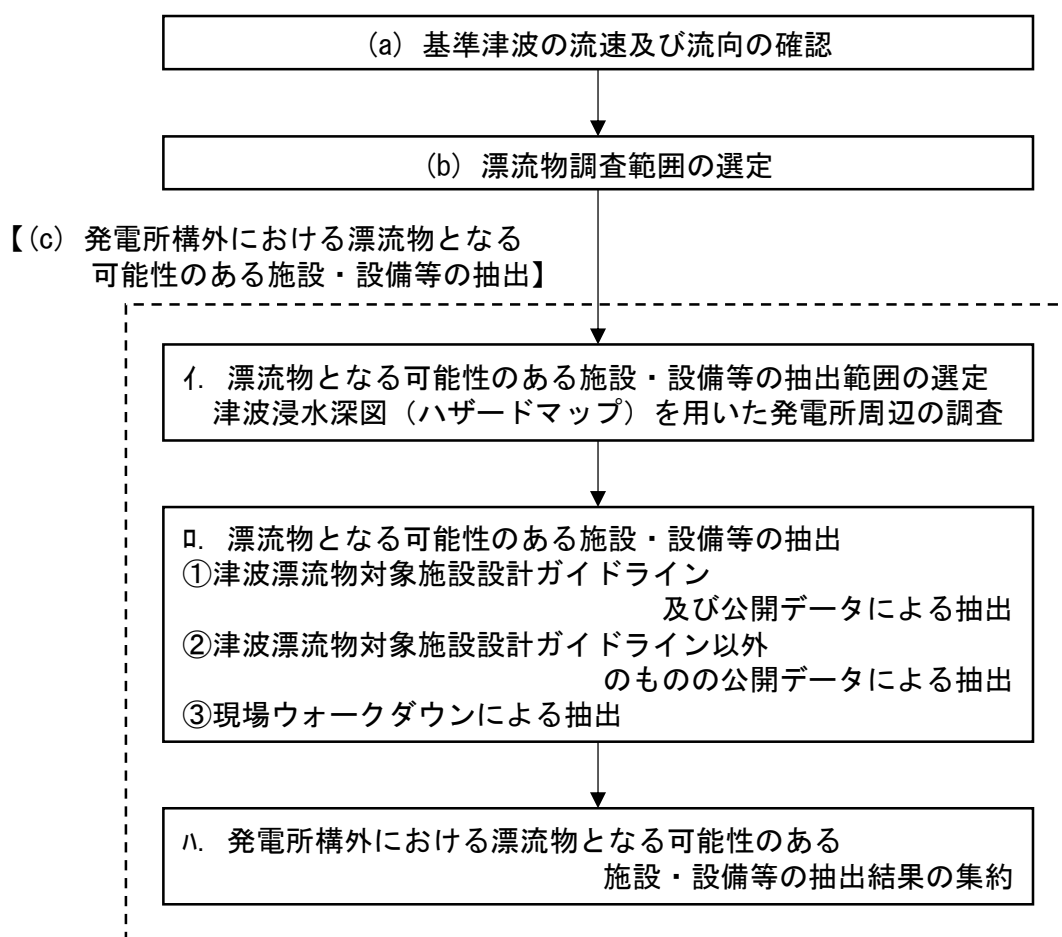 (a) 基準津波の流速及び流向の確認
(b) 漂流物調査範囲の選定
【(c) 発電所構外における漂流物となる
可能性のある施設・設備等の抽出】
ｲ. 漂流物となる可能性のある施設・設備等の抽出範囲の選定
津波浸水深図（ハザードマップ）を用いた発電所周辺の調査
ﾛ. 漂流物となる可能性のある施設・設備等の抽出
①津波漂流物対象施設設計ガイドライン
及び公開データによる抽出
②津波漂流物対象施設設計ガイドライン以外
のものの公開データによる抽出
③現場ウォークダウンによる抽出
ﾊ. 発電所構外における漂流物となる可能性のある
施設・設備等の抽出結果の集約